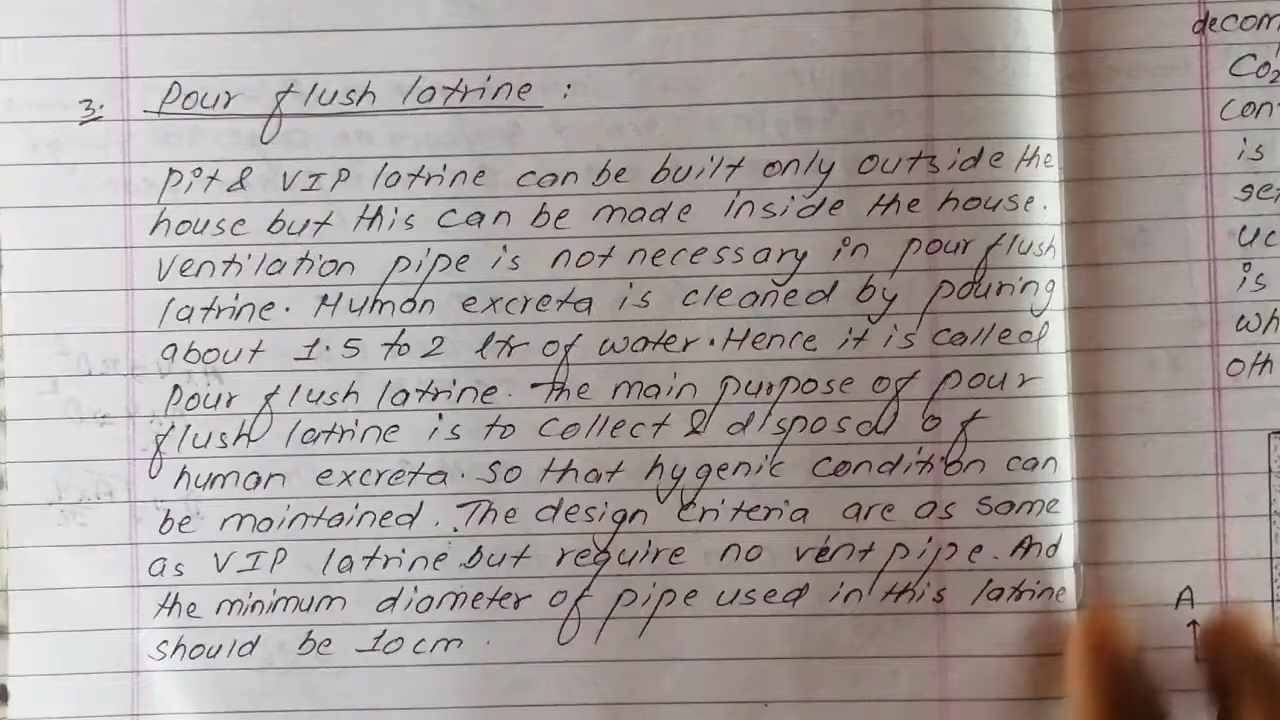 3. Pour flush latrine :
Pit & VIP latrine can be built only outside the
house but this can be made inside the house.
ventilation pipe is not necessary in pour flush
latrine. Human excreta is cleaned by pouring
about 1.5 to 2 ltr of water. Hence it is called
Pour flush latrine. The main purpose of pour
flush latrine is to collect & disposal of
human excreta. So that hygenic condition can
be maintained. The design criteria are as same
as VIP latrine but require no vent pipe. And
the minimum diameter of pipe used in this latrine
should be 10cm.
decom
CO2
con
is
ge
uc
is
wh
oth
A